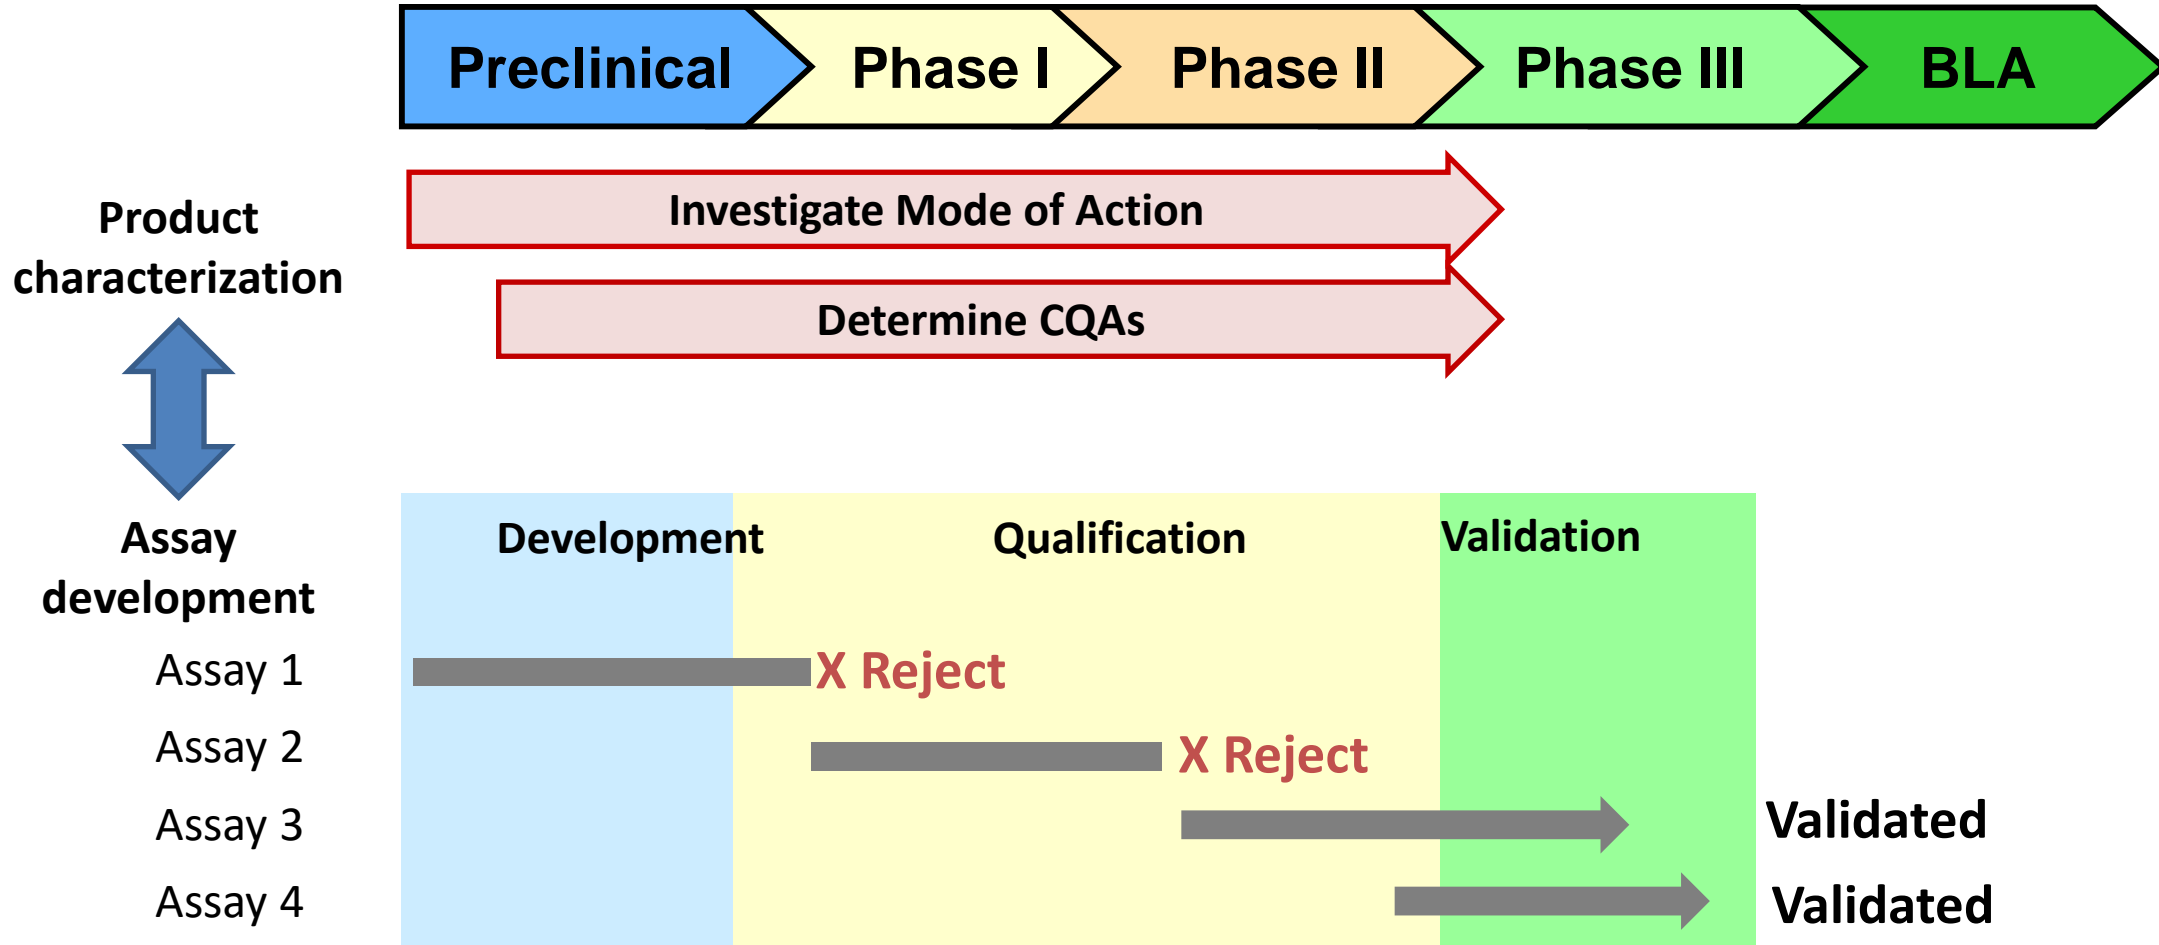 Preclinical
Phase I
Phase II
Phase III
BLA
Product
characterization
Investigate Mode of Action
Determine CQAs
Assay
development
Development
Qualification
Validation
Assay 1
X Reject
Assay 2
X Reject
Assay 3
Validated
Assay 4
Validated